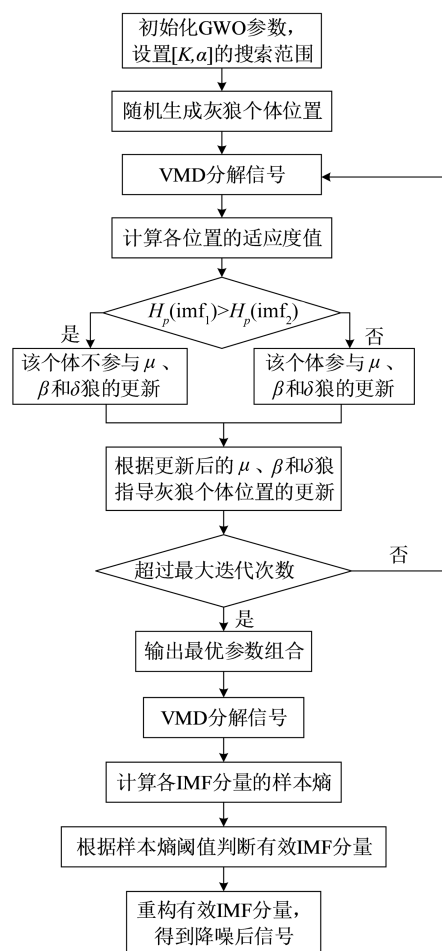 初始化GWO参数，
设置[K,α]的搜索范围
随机生成灰狼个体位置
VMD分解信号
计算各位置的适应度值
Hp(imf1)>Hp(imf2)
是
否
该个体不参与μ、
β和δ狼的更新
该个体参与μ、
β和δ狼的更新
根据更新后的μ、β和δ狼
指导灰狼个体位置的更新
超过最大迭代次数
否
是
输出最优参数组合
VMD分解信号
计算各IMF分量的样本熵
根据样本熵阈值判断有效IMF分量
重构有效IMF分量，
得到降噪后信号